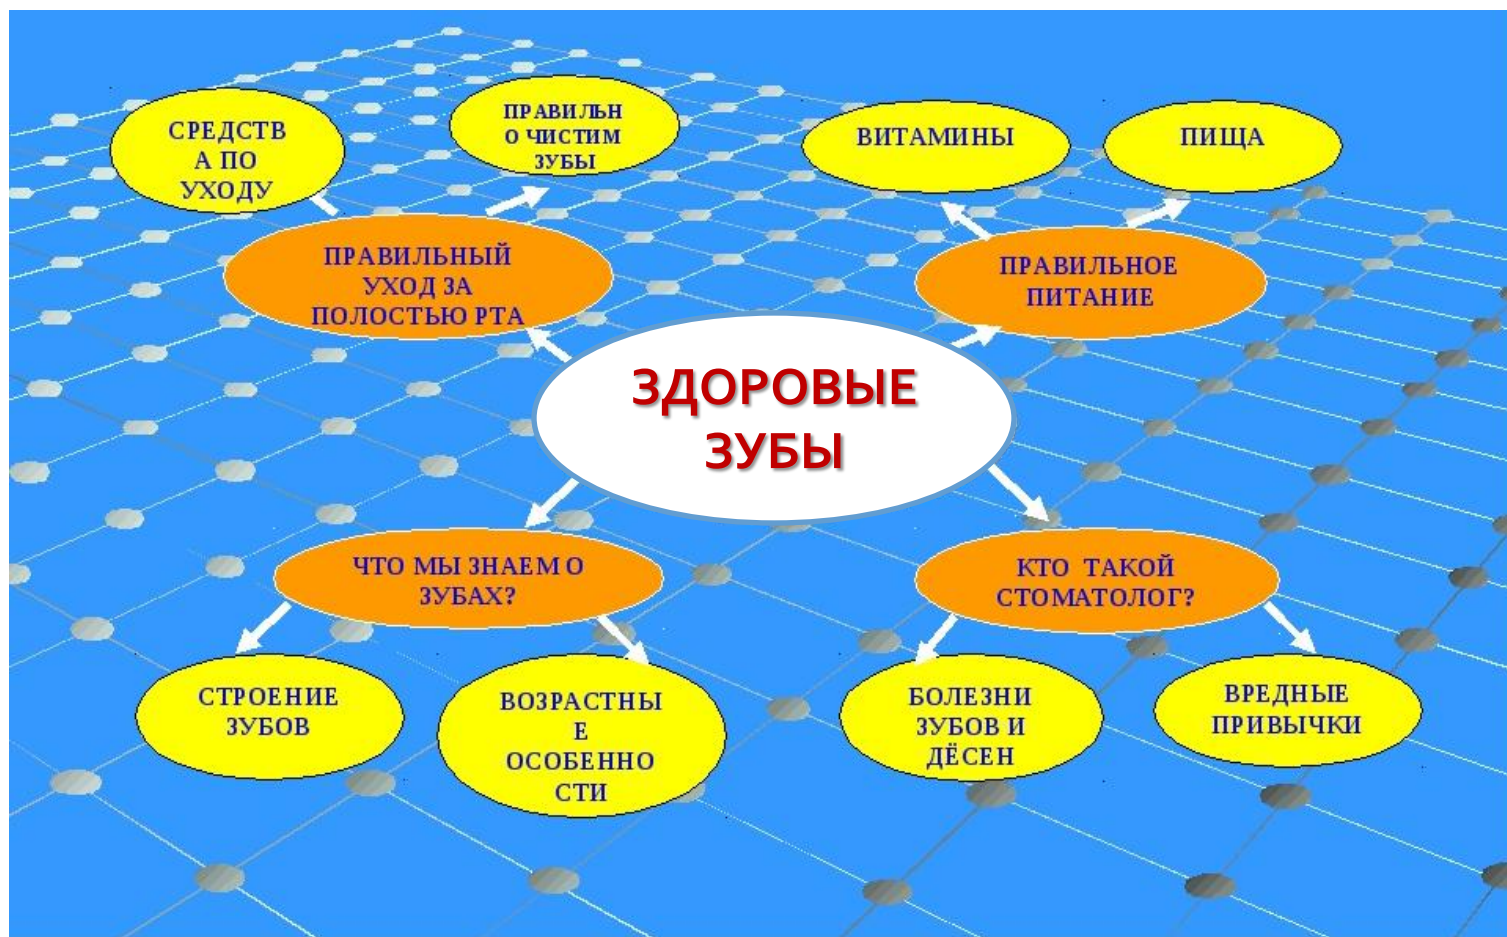 СРЕДСТВ
А ПО
УХОДУ
ПРАВИЛЬН
О ЧИСТИМ
ЗУБЫ
ВИТАМИНЫ
ПИЩА
ПРАВИЛЬНЫЙ
УХОД ЗА
ПОЛОСТЬЮ РТА
ПРАВИЛЬНОЕ
ПИТАНИЕ
ЗДОРОВЫЕ
ЗУБЫ
ЧТО МЫ ЗНАЕМ О
ЗУБАХ?
КТО ТАКОЙ
СТОМАТОЛОГ?
СТРОЕНИЕ
ЗУБОВ
ВОЗРАСТНЫ
Е
ОСОБЕННО
СТИ
БОЛЕЗНИ
ЗУБОВ И
ДЁСЕН
ВРЕДНЫЕ
ПРИВЫЧКИ